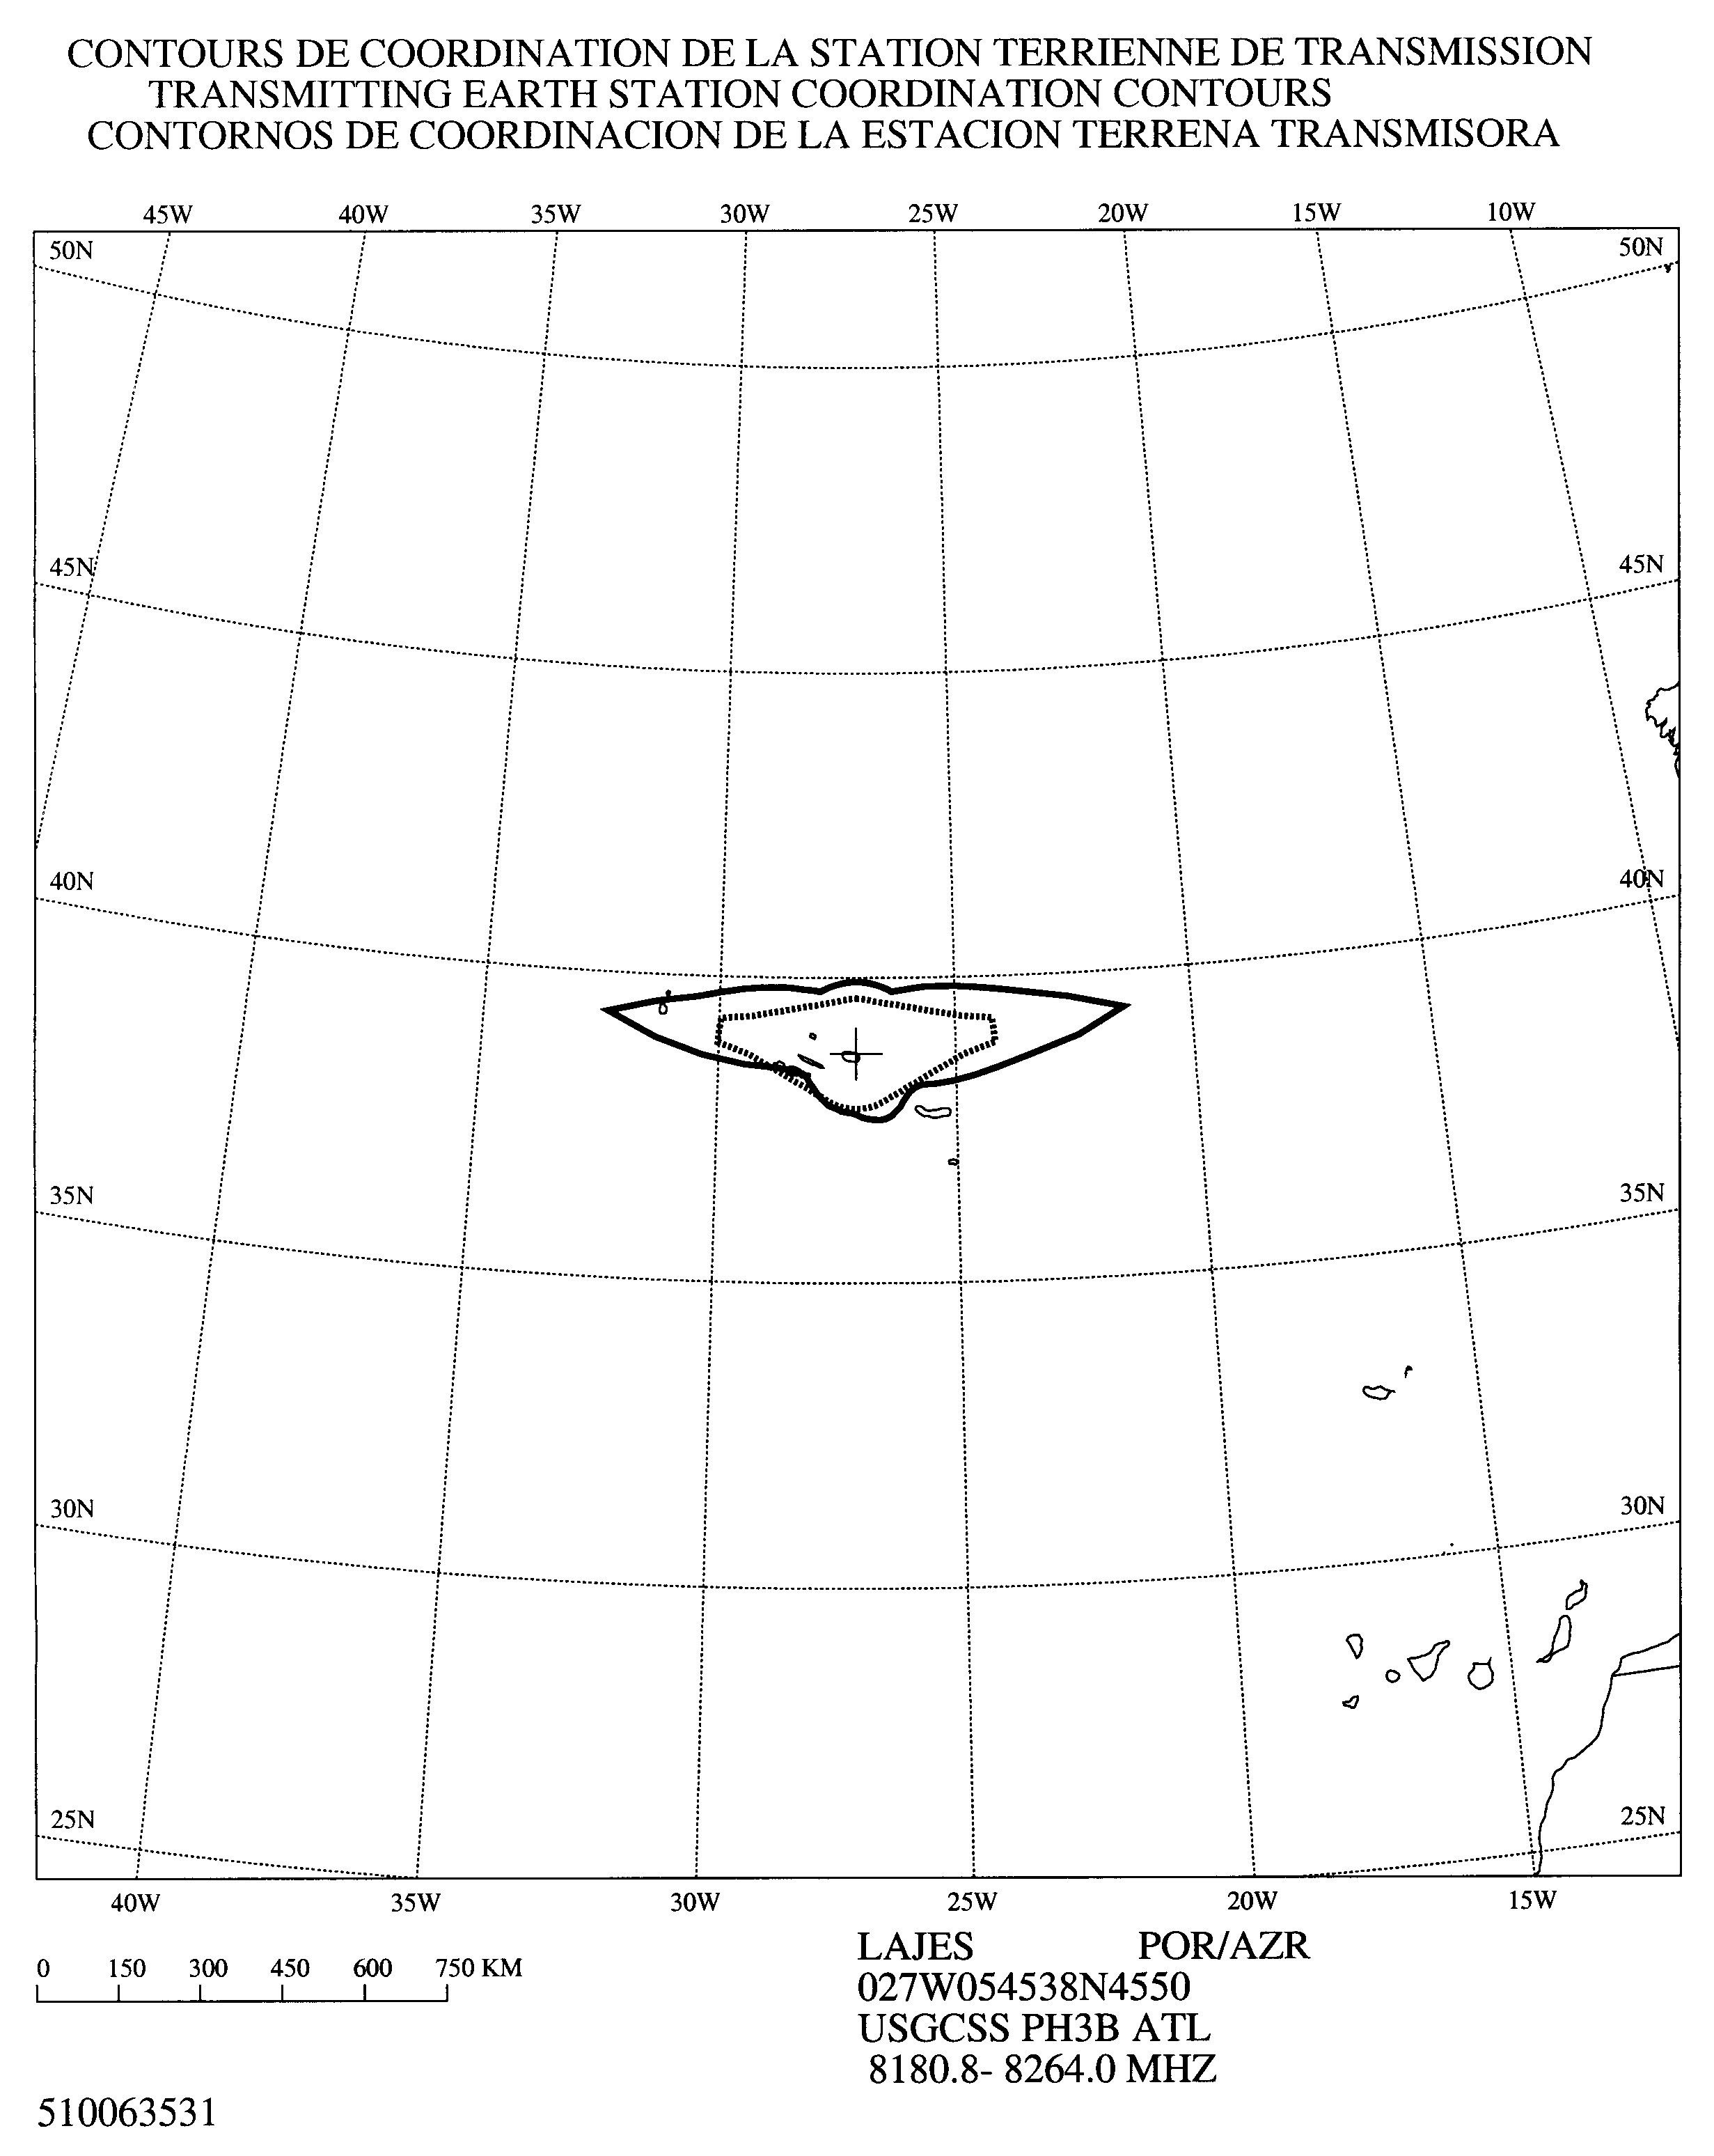 CONTOURS DE COORDINATION DE LA STATION TERRIENNE DE TRANSMISSION
TRANSMITTING EARTH STATION COORDINATION CONTOURS
CONTORNOS DE COORDINACION DE LA ESTACION TERRENA TRANSMISORA
45W 40W 35W 30W 25W 20W 15W 10W
50N 50N
45N 45N
40N 40N
35N 35N
30N 30N
25N 25N
40W 35W 30W 25W 20W 15W
0 150 300 450 600 750 KM
LAJES POR/AZR
027W054538N4550
USGCSS PH3B ATL
8180.8- 8264.0 MHZ
510063531